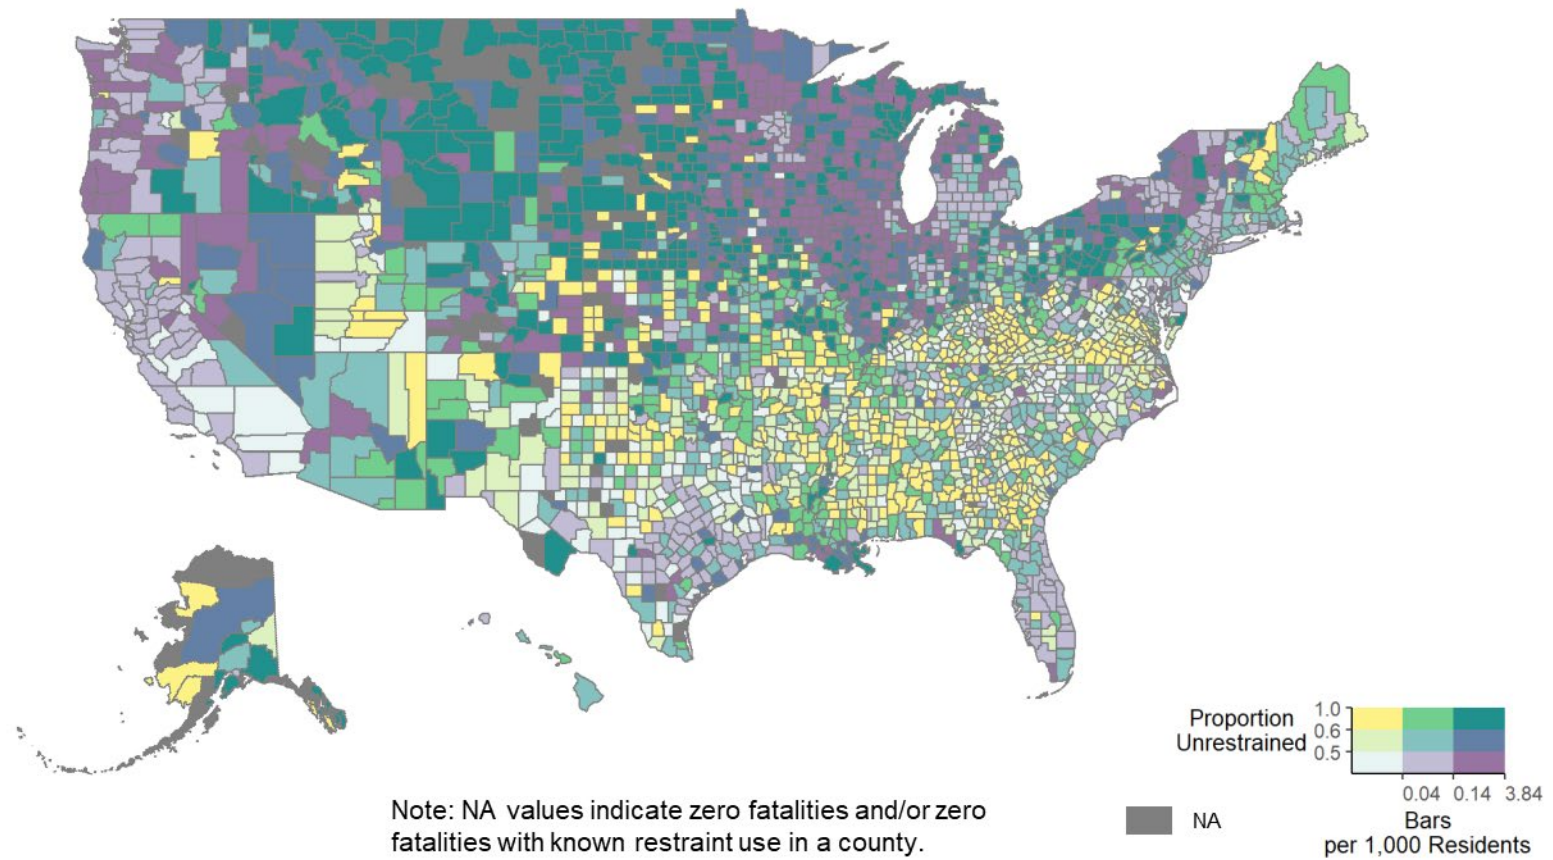 Proportion
Unrestrained
1.0
0.6
0.5
0.04 0.14 3.84
Bars
per 1,000 Residents
NA
Note: NA values indicate zero fatalities and/or zero
fatalities with known restraint use in a county.